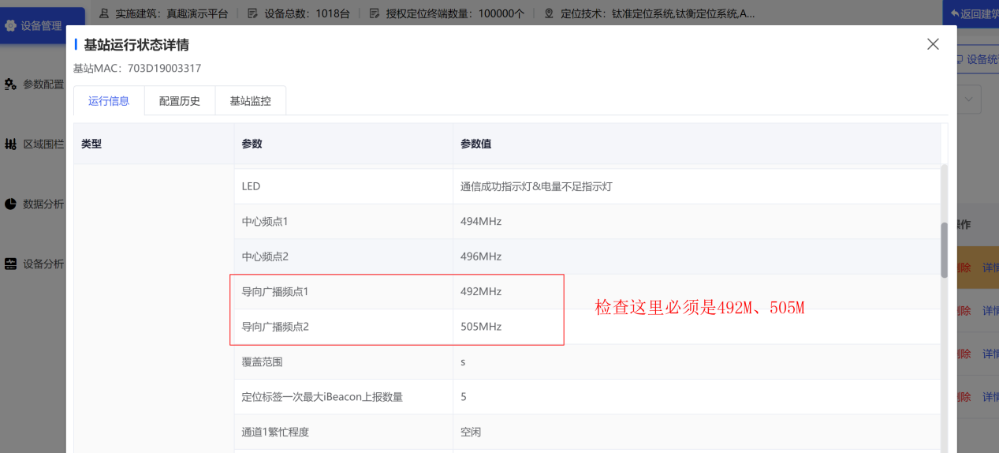 设备管理
实施建筑：真趣演示平台
设备总数：1018台
授权定位终端数量：100000个
定位技术：钛准定位系统,钛衡定位系统,A...
返回建筑
基站运行状态详情
基站MAC：703D19003317
设备统计
参数配置
运行信息
配置历史
基站监控
类型
参数
参数值
区域围栏
LED
通信成功指示灯&电量不足指示灯
数据分析
中心频点1
494MHz
操作
中心频点2
496MHz
设备分析
删除
详情
导向广播频点1
492MHz
检查这里必须是492M、505M
删除
详情
导向广播频点2
505MHz
覆盖范围
s
删除
详情
定位标签一次最大iBeacon上报数量
5
删除
详情
通道1繁忙程度
空闲